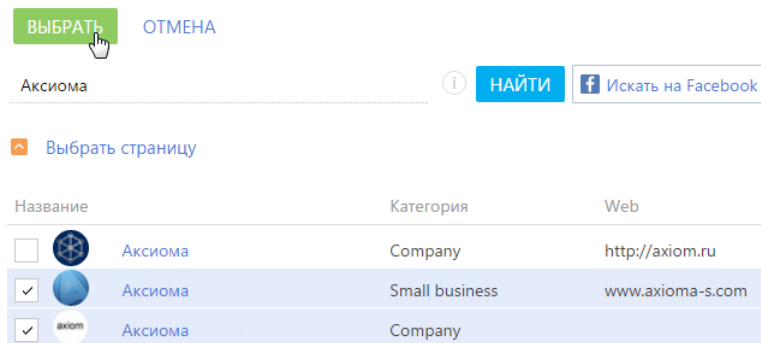 ВЫБРАТЬ ОТМЕНА
Аксиома i НАЙТИ f Искать на Facebook
Выбрать страницу
Название Категория Web
Аксиома Company http://axiom.ru
Аксиома Small business www.axioma-s.com
axiom Аксиома Company